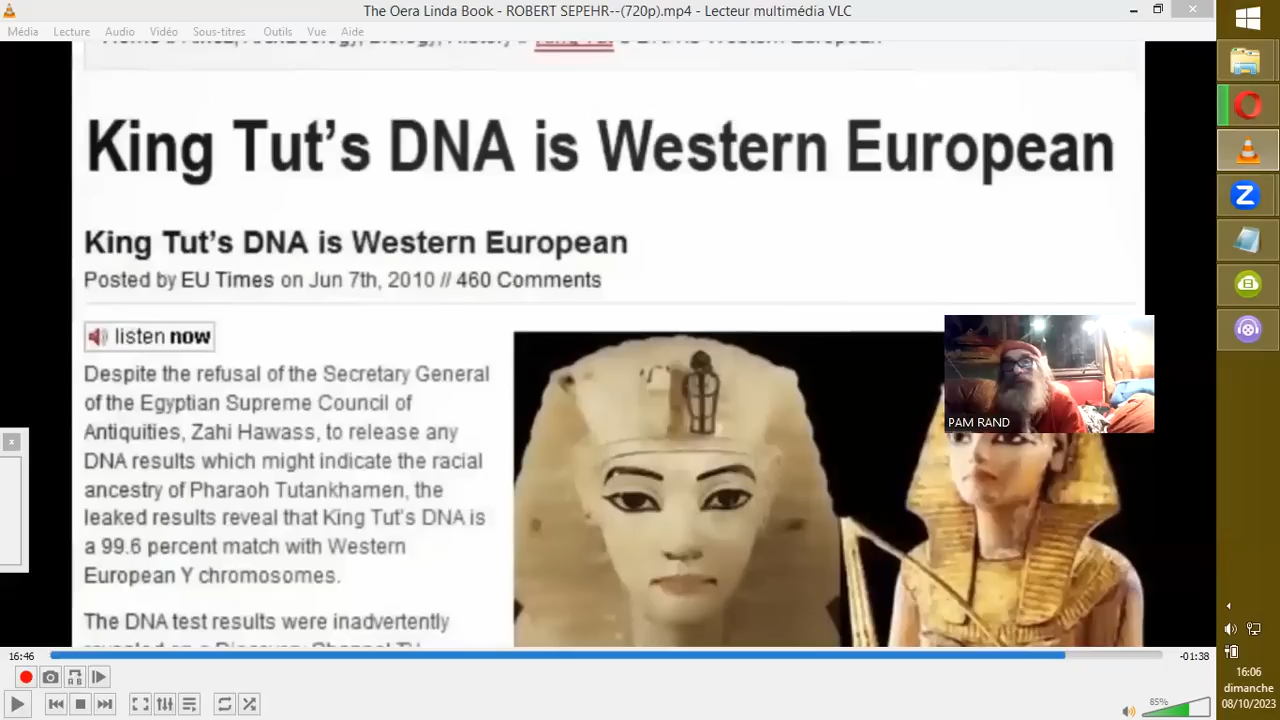 The Oera Linda Book - ROBERT SEPEHR--(720p).mp4 - Lecteur multimédia VLC
Média Lecture Audio Vidéo Sous-titres Outils Vue Aide
King Tut's DNA is Western European
King Tut's DNA is Western European
Posted by EU Times on Jun 7th, 2010 // 460 Comments
listen now
Despite the refusal of the Secretary General
of the Egyptian Supreme Council of
Antiquities, Zahi Hawass, to release any
DNA results which might indicate the racial
ancestry of Pharaoh Tutankhamen, the
leaked results reveal that King Tut's DNA is
a 99.6 percent match with Western
European Y chromosomes.
The DNA test results were inadvertently
PAM RAND
16:46
-01:38
85%
16:06
dimanche
08/10/2023